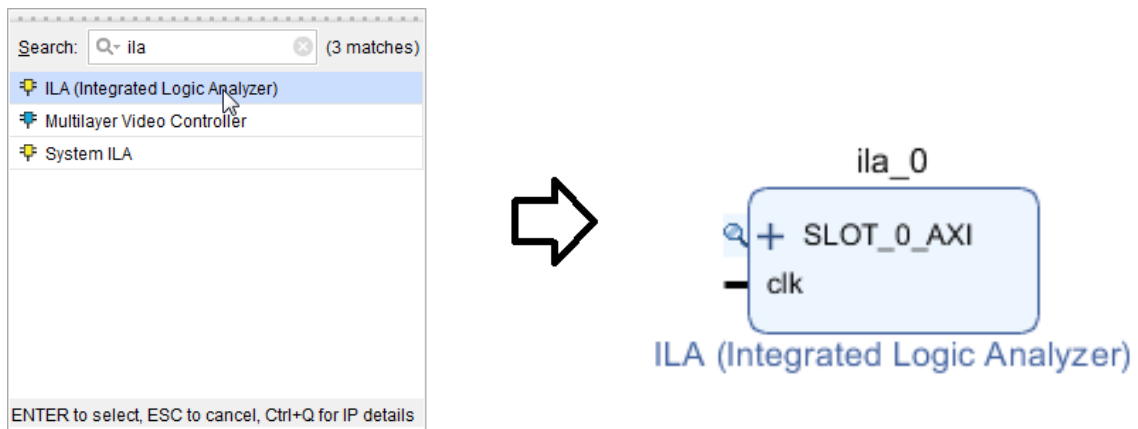 Search: ila (3 matches)
ILA (Integrated Logic Analyzer)
Multilayer Video Controller
System ILA
ENTER to select, ESC to cancel, Ctrl+Q for IP details
ila_0
SLOT_0_AXI
clk
ILA (Integrated Logic Analyzer)